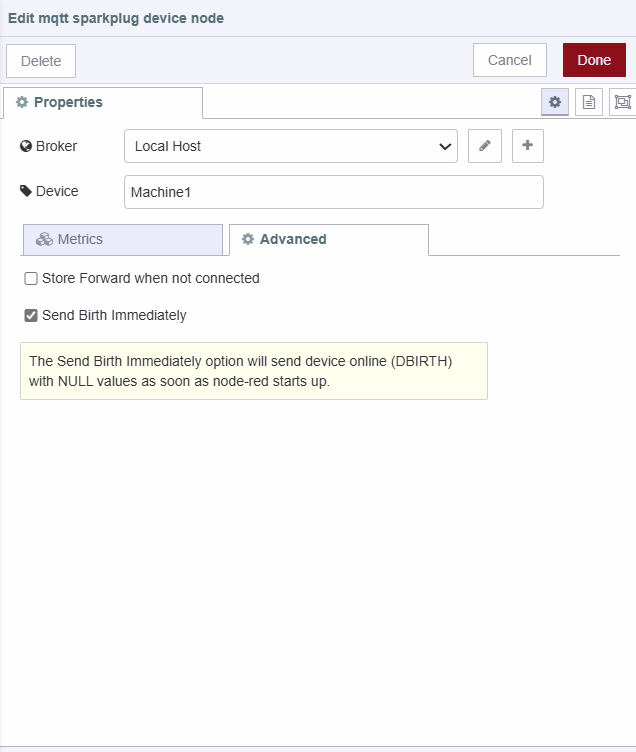 Edit mqtt sparkplug device node
Delete
Cancel
Done
Properties
Broker
Local Host
Device
Machine1
Metrics
Advanced
Store Forward when not connected
Send Birth Immediately
The Send Birth Immediately option will send device online (DBIRTH)
with NULL values as soon as node-red starts up.